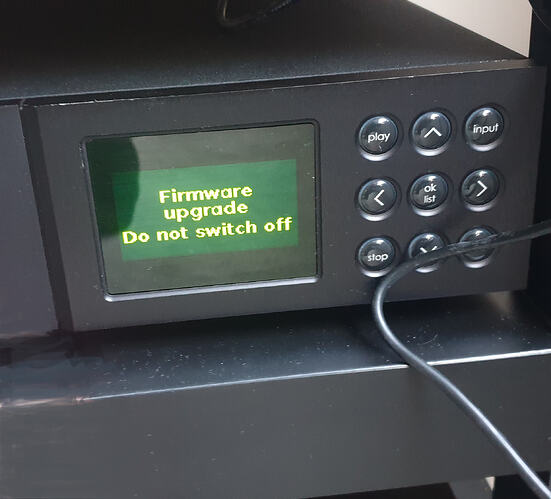 Firmware
upgrade
Do not switch off
play
input
ok
list
stop